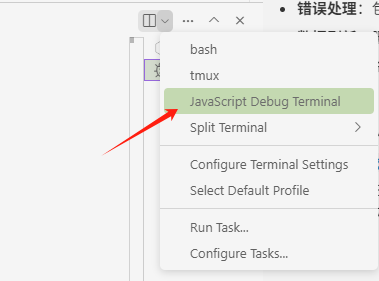 错误处理：
bash
tmux
JavaScript Debug Terminal
Split Terminal
Configure Terminal Settings
Select Default Profile
Run Task...
Configure Tasks...